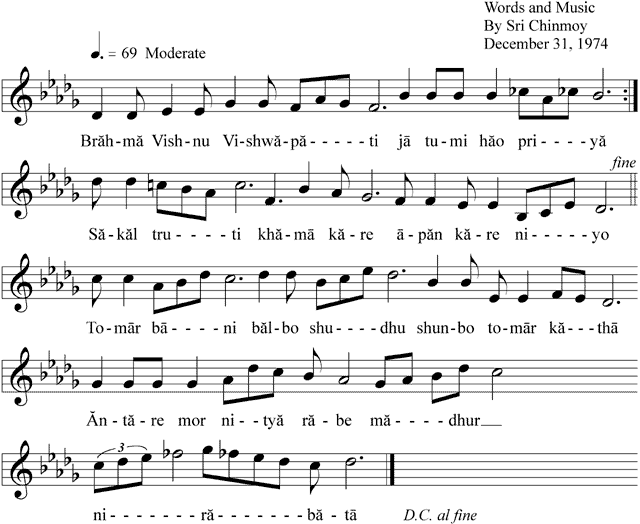 Words and Music
By Sri Chinmoy
December 31, 1974
♩. = 69 Moderate
Brăh-mă Vish-nu Vi-shwă-pă-----ti jā tu-mi hăo pri----yă
fine
Să-kăl tru-----ti khă-mā kă-re ā-păn kă-re ni-----yo
To-mār bā----ni băl-bo shu----dhu shun-bo to-mār kă---thā
Ăn-tă-re mor ni-tyă ră-be mă----dhur__
3
ni--------ră--------bă-tā D.C. al fine